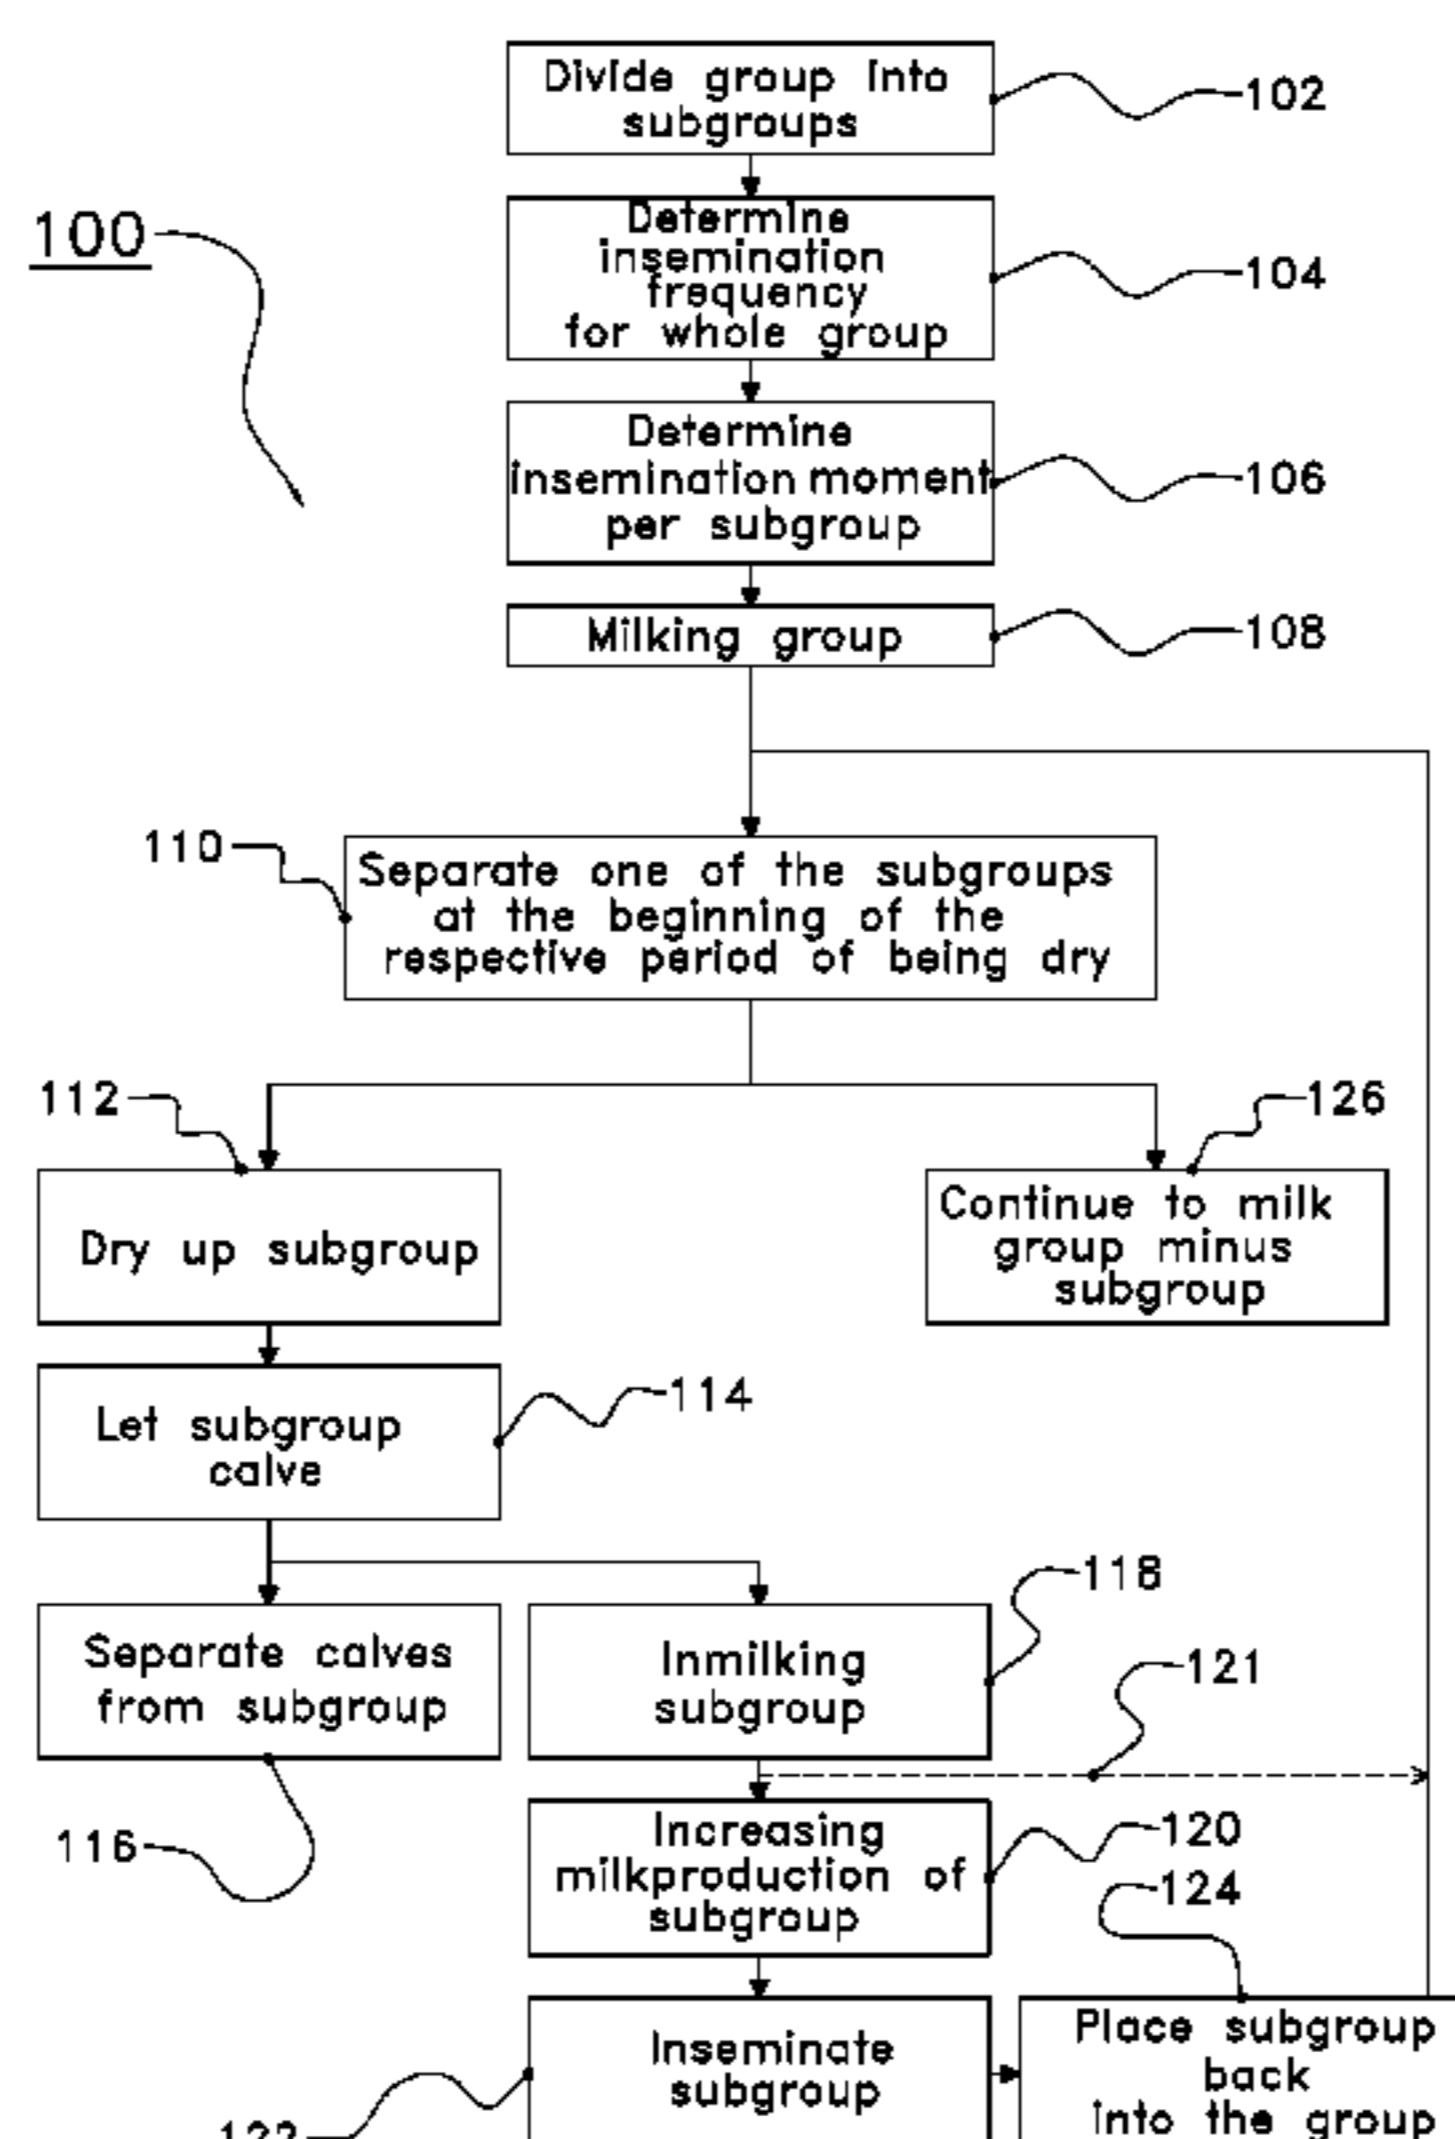 Divide group into
subgroups
102
Determine
insemination
frequency
for whole group
104
100
Determine
insemination moment
per subgroup
106
Milking group
108
110
Separate one of the subgroups
at the beginning of the
respective period of being dry
112
126
Dry up subgroup
Continue to milk
group minus
subgroup
114
Let subgroup
calve
118
Separate calves
from subgroup
Inmilking
subgroup
121
116
Increasing
milkproduction of
subgroup
120
124
Inseminate
subgroup
Place subgroup
back
into the group